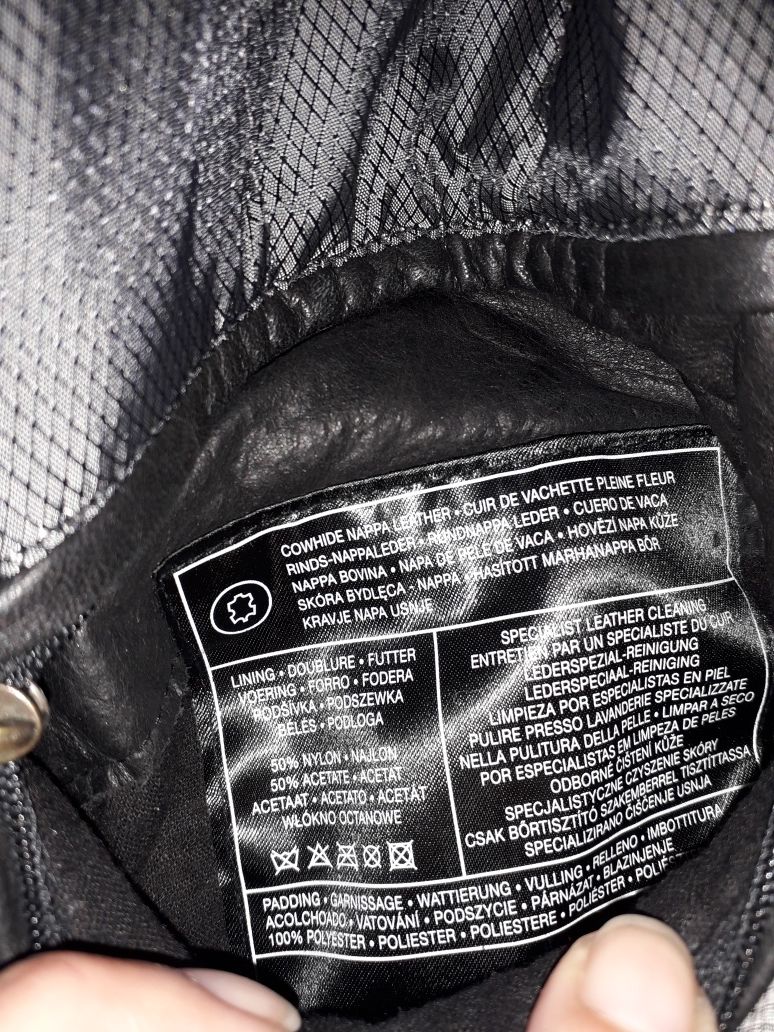 COWHIDE NAPPA LEATHER • CUIR DE VACHETTE PLEINE FLEUR
RINDS-NAPPALEDER • RUNDNAPPA LEDER • CUERO DE VACA
NAPPA BOVINA • NAPA DE PELE DE VACA • HOVĚZÍ NAPA KŮŽE
SKÓRA BYDLĘCA - NAPPA • HASÍTOTT MARHANAPPA BŐR
KRAVJE NAPA USNJE
LINING • DOUBLURE • FUTTER
VOERING • FORRO • FODERA
PODŠÍVKA • PODSZEWKA
BÉLÉS • PODLOGA
50% NYLON • NAJLON
50% ACETATE • ACETAT
ACETAAT • ACETATO • ACETÁT
WŁÓKNO OCTANOWE
SPECIALIST LEATHER CLEANING
ENTRETIEN PAR UN SPECIALISTE DU CUIR
LEDERSPEZIAL-REINIGUNG
LEDERSPECIAAL-REINIGING
LIMPIEZA POR ESPECIALISTAS EN PIEL
PULIRE PRESSO LAVANDERIE SPECIALIZZATE
NELLA PULITURA DELLA PELLE • LIMPAR A SECO
POR ESPECIALISTAS EM LIMPEZA DE PELES
ODBORNÉ ČIŠTENÍ KŮŽE
SPECJALISTYCZNE CZYSZENIE SKÓRY
CSAK BŐRTISZTÍTÓ SZAKEMBERREL TISZTÍTTASSA
SPECIALIZIRANO ČIŠČENJE USNJA
PADDING • GARNISSAGE • WATTIERUNG • VULLING • RELLENO • IMBOTTITURA
ACOLCHOADO • VATOVÁNÍ • PODSZYCIE • PÁRNÁZAT • BLAZINJENJE
100% POLYESTER • POLIESTER • POLIESTERE • POLIÉSTER •